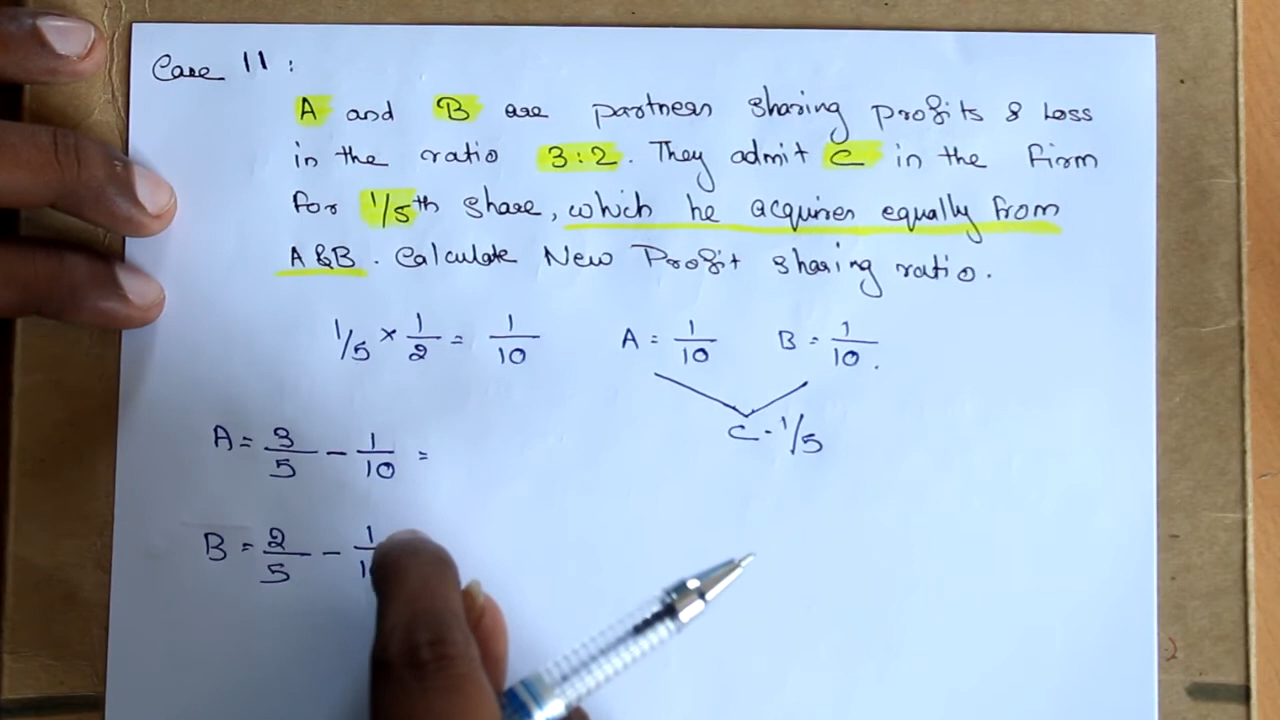 Case 11 :
A and B are partners sharing profits & Loss
in the ratio 3:2. They admit C in the Firm
for 1/5th share, which he acquires equally from
A & B. Calculate New Profit sharing ratio.
1/5 × 1/2 = 1/10 A = 1/10 B = 1/10.
C - 1/5
A = 3/5 - 1/10 =
B = 2/5 -